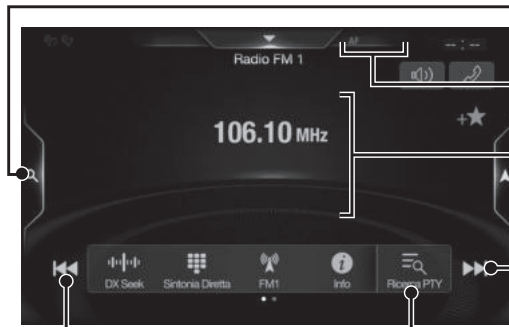 AF
-- : --
Radio FM 1
106.10 MHz
DX Seek
Sintonia Diretta
FM1
Info
Ricerca PTY